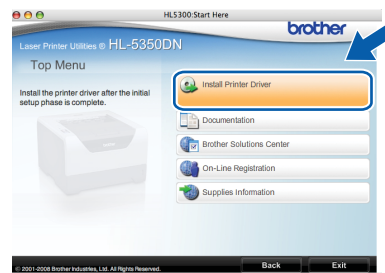 HL5300:Start Here
brother
Laser Printer Utilities ® HL-5350DN
Top Menu
Install the printer driver after the initial
setup phase is complete.
Install Printer Driver
Documentation
Brother Solutions Center
On-Line Registration
Supplies Information
© 2001-2008 Brother Industries, Ltd. All Rights Reserved.
Back
Exit